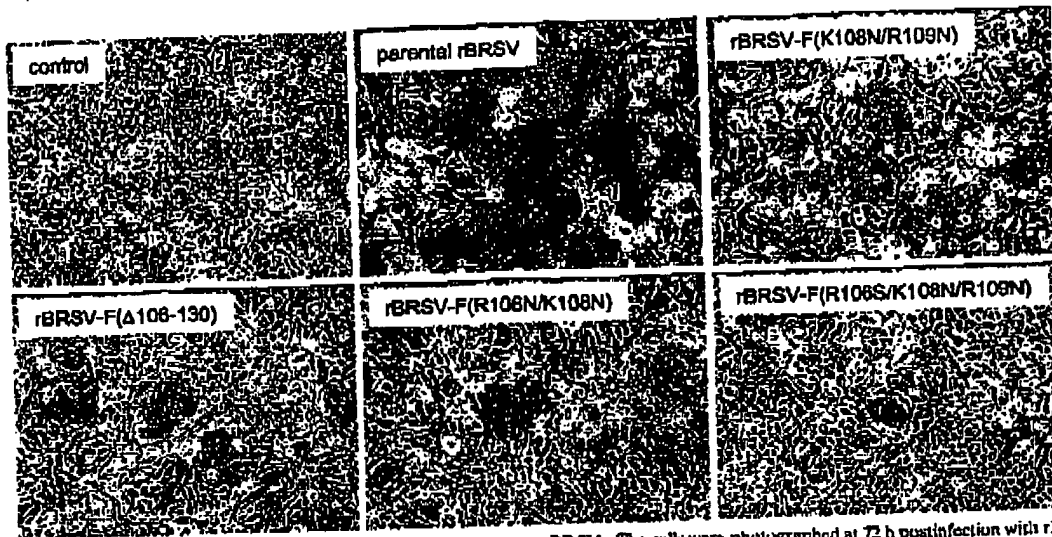 control
parental rBRSV
rBRSV-F(K108N/R109N)
rBRSV-F(Δ106-130)
rBRSV-F(R106N/K108N)
rBRSV-F(R106S/K108N/R109N)
cells were photographed at 72 h postinfection with